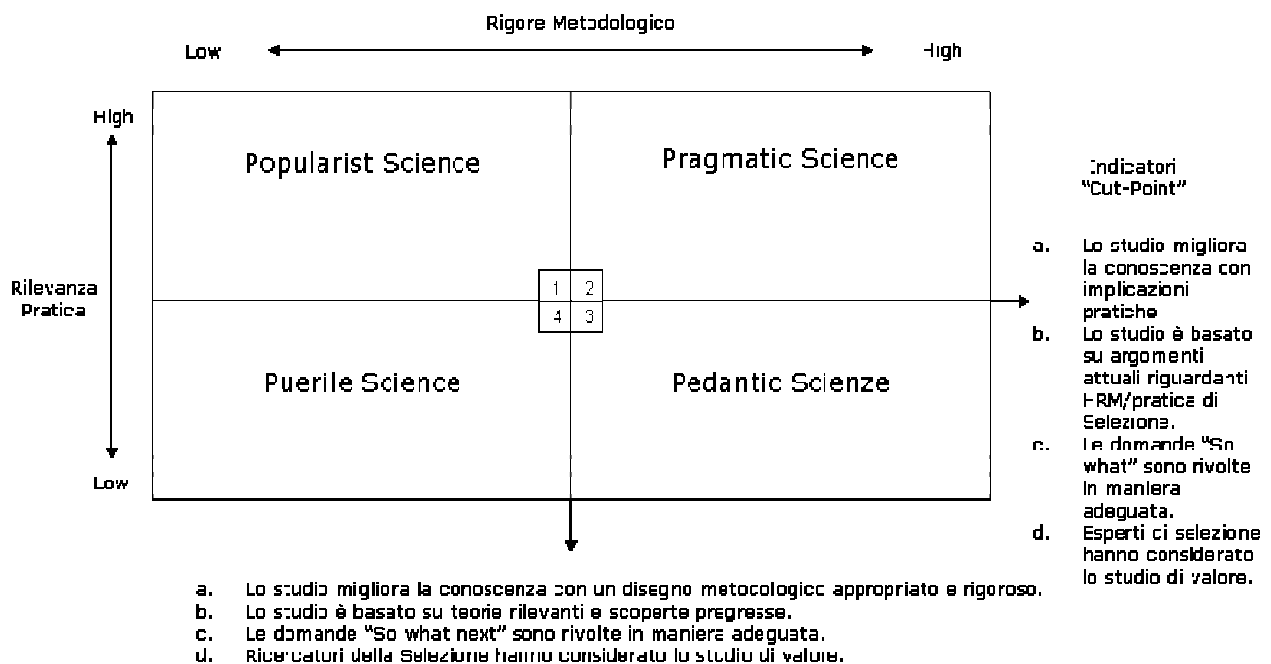 Rigore Metodologico
Low
High
High
Popularist Science
Pragmatic Science
Indicatori
"Cut-Point"
a. Lo studio migliora
la conoscenza con
implicazioni
pratiche
b. Lo studio è basato
su argomenti
attuali riguardanti
HRM/pratica di
Selezione.
c. Le domande "So
what" sono rivolte
in maniera
adeguata.
d. Esperti di selezione
hanno considerato
lo studio di valore.
Rilevanza
Pratica
1 2
4 3
Puerile Science
Pedantic Scienze
Low
a. Lo studio migliora la conoscenza con un disegno metodologico appropriato e rigoroso.
b. Lo studio è basato su teorie rilevanti e scoperte pregresse.
c. Le domande "So what next" sono rivolte in maniera adeguata.
d. Ricercatori della Selezione hanno considerato lo studio di valore.